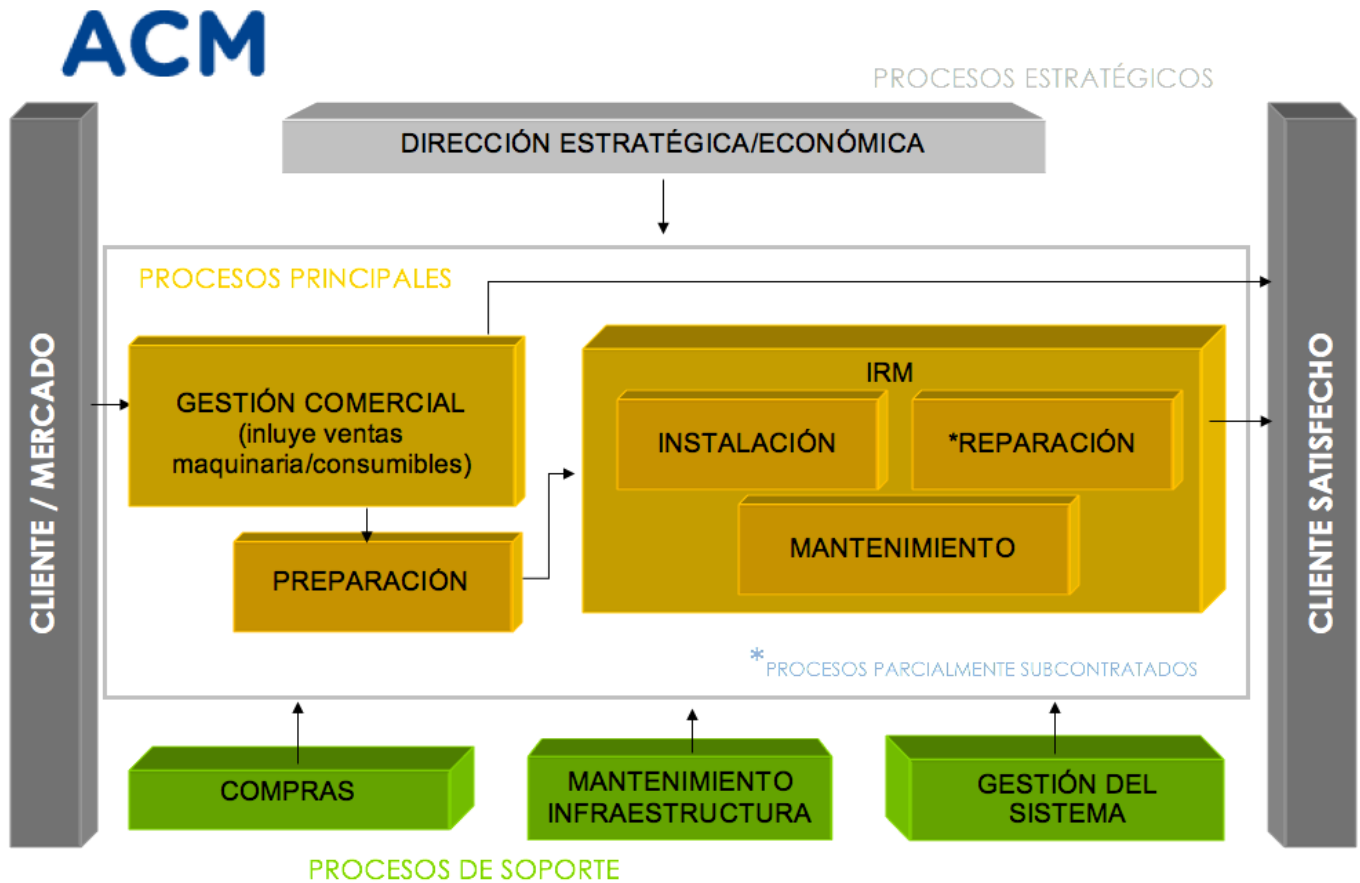 ACM
PROCESOS ESTRATÉGICOS
DIRECCIÓN ESTRATÉGICA/ECONÓMICA
CLIENTE / MERCADO
PROCESOS PRINCIPALES
GESTIÓN COMERCIAL
(inluye ventas
maquinaria/consumibles)
PREPARACIÓN
IRM
INSTALACIÓN
*REPARACIÓN
MANTENIMIENTO
*PROCESOS PARCIALMENTE SUBCONTRATADOS
CLIENTE SATISFECHO
COMPRAS
MANTENIMIENTO
INFRAESTRUCTURA
GESTIÓN DEL
SISTEMA
PROCESOS DE SOPORTE